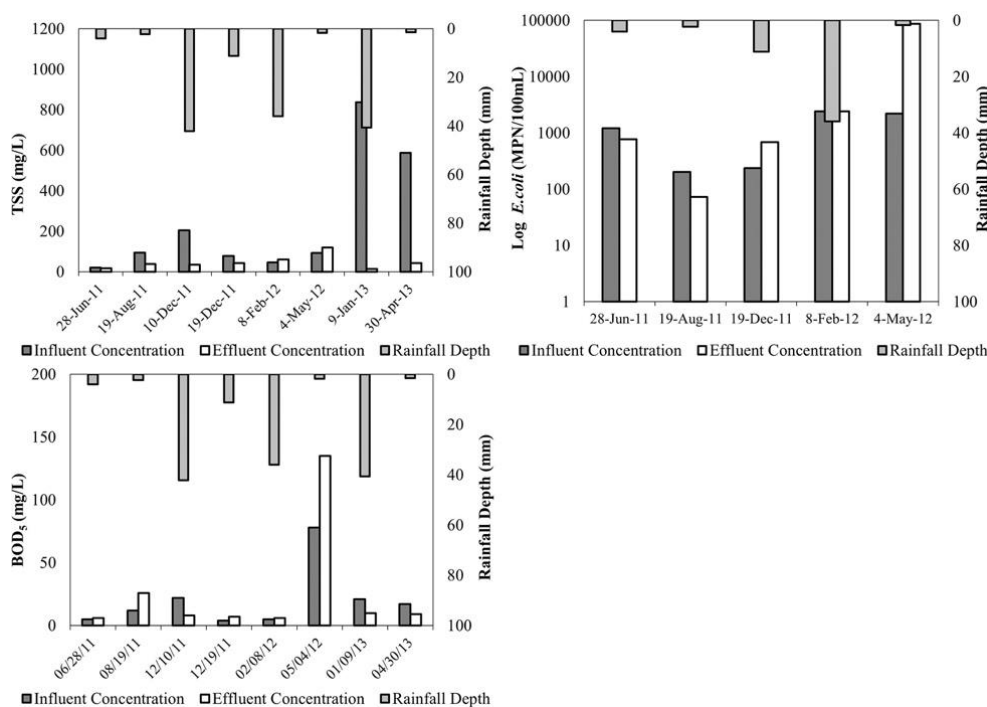 1200
1000
800
600
400
200
0
TSS (mg/L)
0
20
40
60
80
100
Rainfall Depth (mm)
28-Jun-11
19-Aug-11
10-Dec-11
19-Dec-11
8-Feb-12
4-May-12
9-Jan-13
30-Apr-13
Influent Concentration Effluent Concentration Rainfall Depth
100000
10000
1000
100
10
1
Log E.coli (MPN/100mL)
0
20
40
60
80
100
Rainfall Depth (mm)
28-Jun-11 19-Aug-11 19-Dec-11 8-Feb-12 4-May-12
Influent Concentration Effluent Concentration Rainfall Depth
200
150
100
50
0
BOD5 (mg/L)
0
20
40
60
80
100
Rainfall Depth (mm)
06/28/11
08/19/11
12/10/11
12/19/11
02/08/12
05/04/12
01/09/13
04/30/13
Influent Concentration Effluent Concentration Rainfall Depth